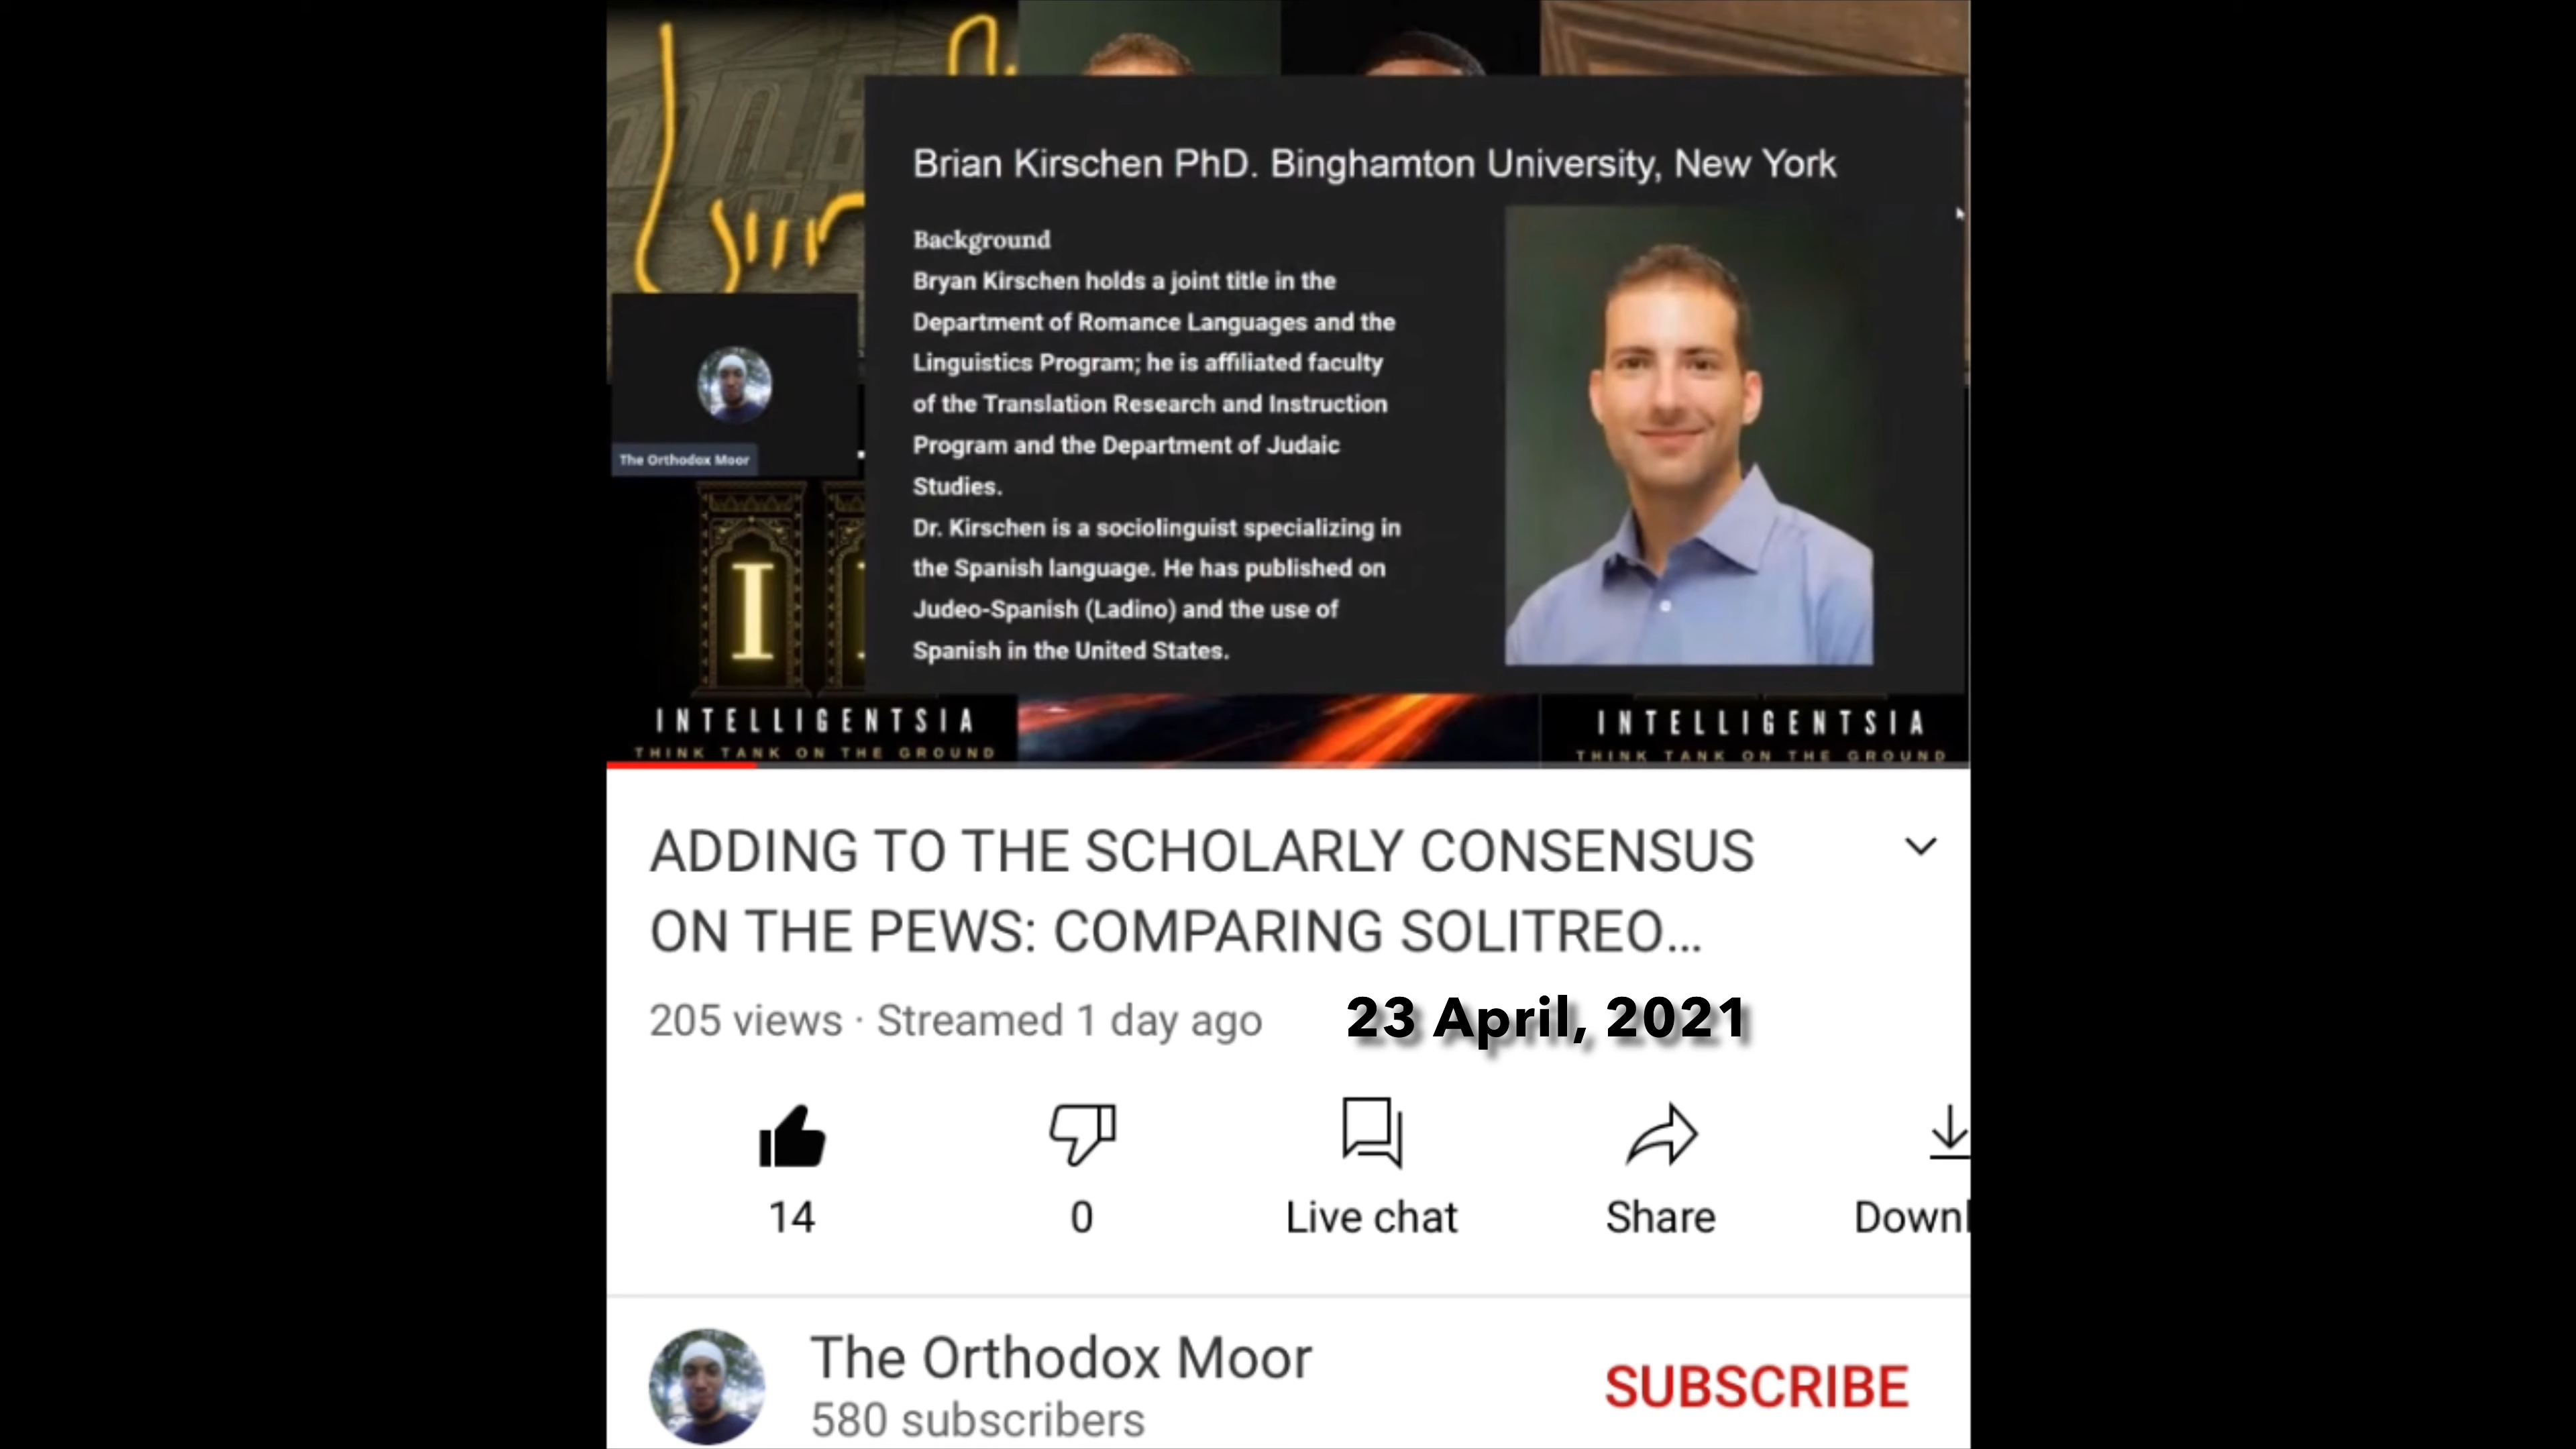 Brian Kirschen PhD. Binghamton University, New York
Background
Bryan Kirschen holds a joint title in the
Department of Romance Languages and the
Linguistics Program; he is affiliated faculty
of the Translation Research and Instruction
Program and the Department of Judaic
Studies.
Dr. Kirschen is a sociolinguist specializing in
the Spanish language. He has published on
Judeo-Spanish (Ladino) and the use of
Spanish in the United States.
The Orthodox Moor
I
INTELLIGENTSIA
THINK TANK ON THE GROUND
INTELLIGENTSIA
THINK TANK ON THE GROUND
ADDING TO THE SCHOLARLY CONSENSUS
ON THE PEWS: COMPARING SOLITREO...
205 views · Streamed 1 day ago
23 April, 2021
14
0
Live chat
Share
Downl
The Orthodox Moor
580 subscribers
SUBSCRIBE